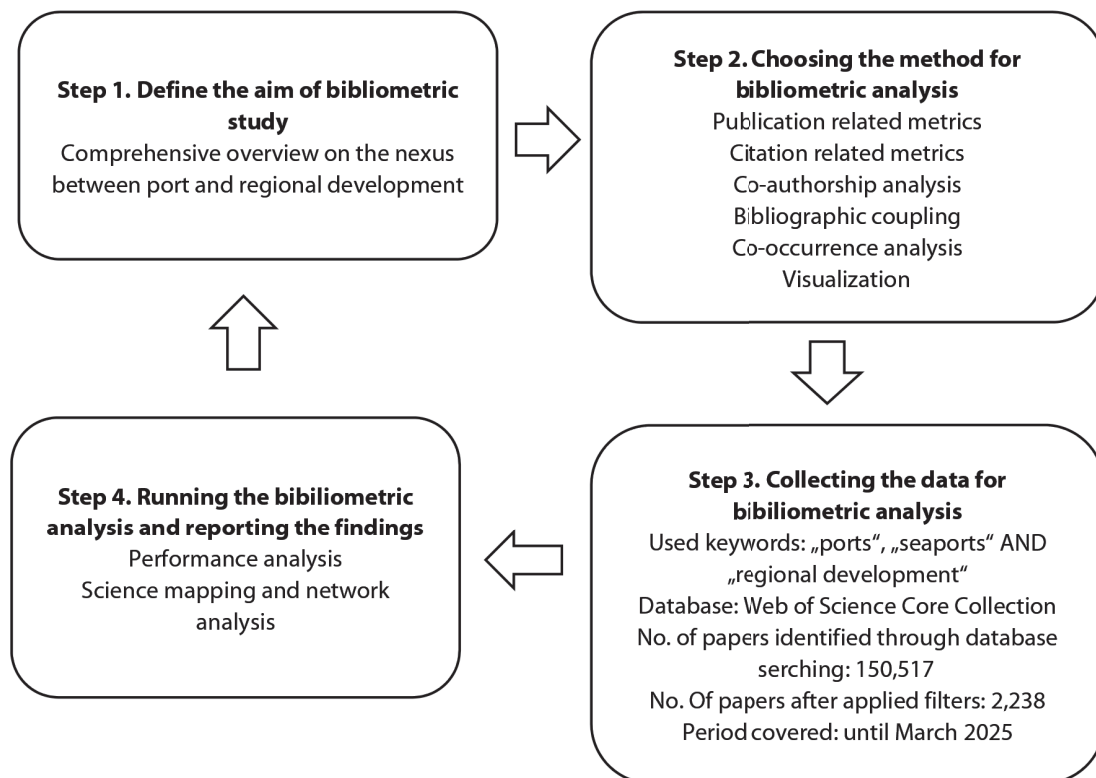 Step 1. Define the aim of bibliometric
study
Comprehensive overview on the nexus
between port and regional development
Step 2. Choosing the method for
bibliometric analysis
Publication related metrics
Citation related metrics
Co-authorship analysis
Bibliographic coupling
Co-occurrence analysis
Visualization
Step 3. Collecting the data for
bibiliometric analysis
Used keywords: „ports“, „seaports“ AND
„regional development“
Database: Web of Science Core Collection
No. of papers identified through database
serching: 150,517
No. Of papers after applied filters: 2,238
Period covered: until March 2025
Step 4. Running the bibiliometric
analysis and reporting the findings
Performance analysis
Science mapping and network
analysis